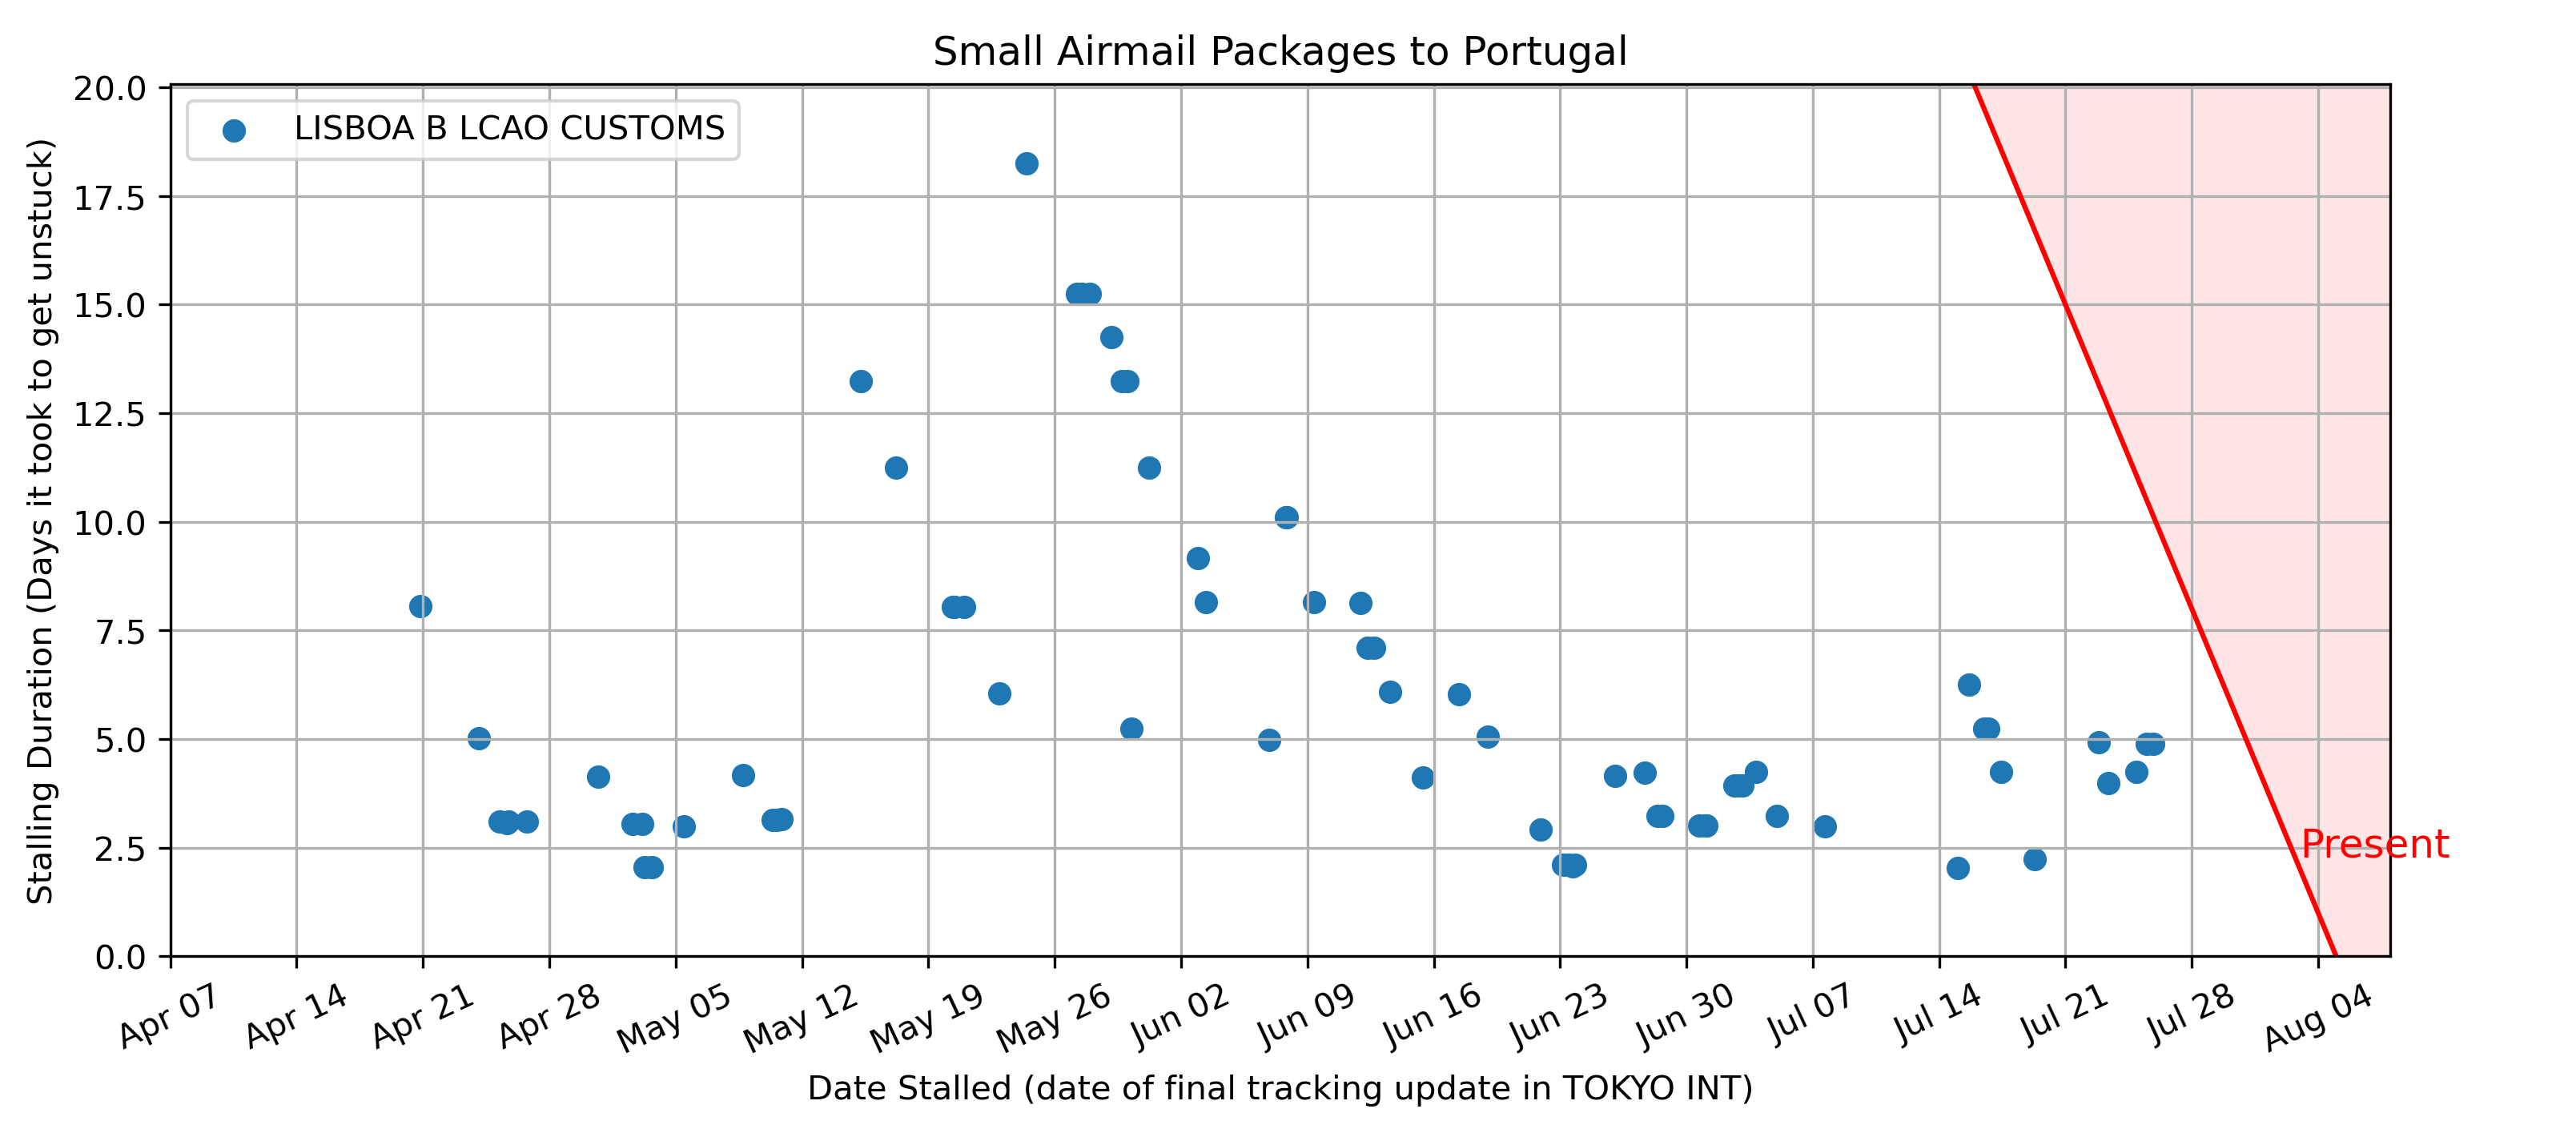 Small Airmail Packages to Portugal
LISBOA B LCAO CUSTOMS
Stalling Duration (Days it took to get unstuck)
20.0
17.5
15.0
12.5
10.0
7.5
5.0
2.5
0.0
Present
Apr 07
Apr 14
Apr 21
Apr 28
May 05
May 12
May 19
May 26
Jun 02
Jun 09
Jun 16
Jun 23
Jun 30
Jul 07
Jul 14
Jul 21
Jul 28
Aug 04
Date Stalled (date of final tracking update in TOKYO INT)